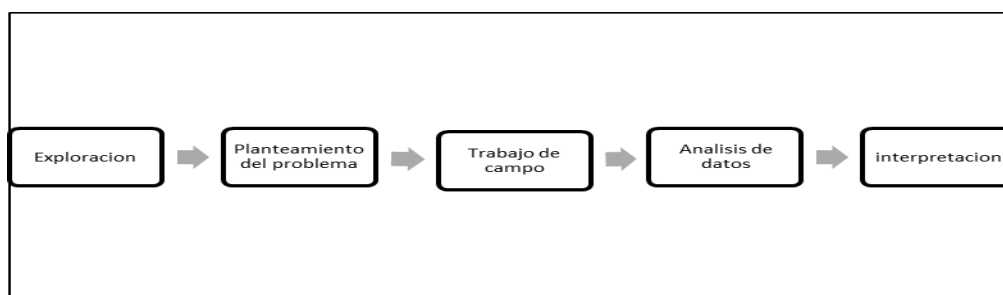 Exploracion
Planteamiento
del problema
Trabajo de
campo
Analisis de
datos
interpretacion